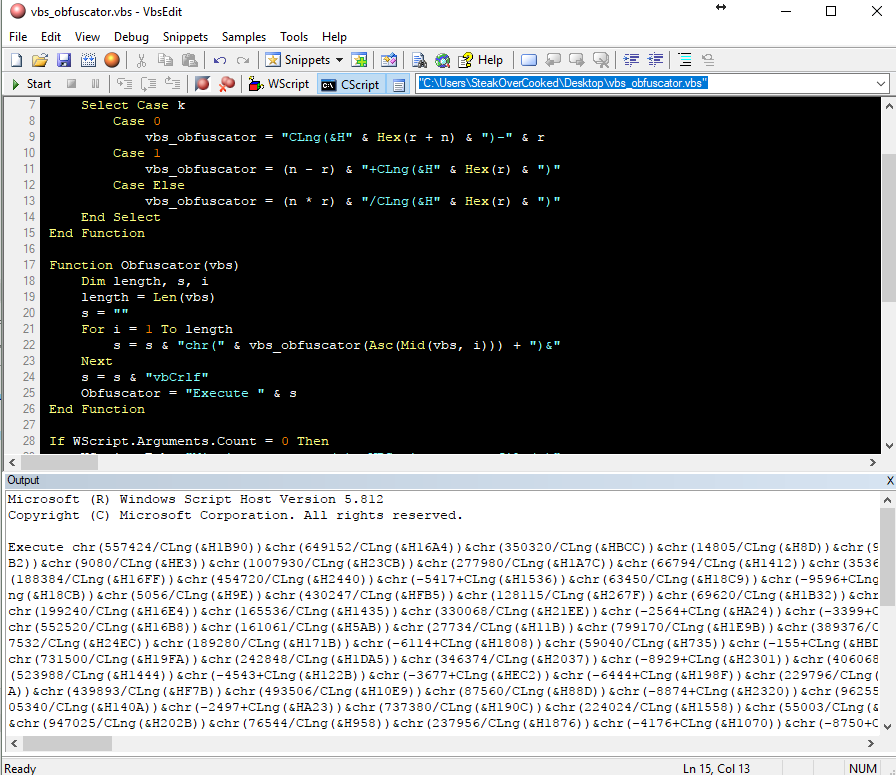 vbs_obfuscator.vbs - VbsEdit
File Edit View Debug Snippets Samples Tools Help
Snippets Help
Start WScript CScript "C:\Users\SteakOverCooked\Desktop\vbs_obfuscator.vbs"
7 Select Case k
8 Case 0
9 vbs_obfuscator = "CLng(&H" & Hex(r + n) & ")-" & r
10 Case 1
11 vbs_obfuscator = (n - r) & "+CLng(&H" & Hex(r) & ")"
12 Case Else
13 vbs_obfuscator = (n * r) & "/CLng(&H" & Hex(r) & ")"
14 End Select
15 End Function
16
17 Function Obfuscator(vbs)
18 Dim length, s, i
19 length = Len(vbs)
20 s = ""
21 For i = 1 To length
22 s = s & "chr(" & vbs_obfuscator(Asc(Mid(vbs, i))) + ")&"
23 Next
24 s = s & "vbCrlf"
25 Obfuscator = "Execute " & s
26 End Function
27
28 If WScript.Arguments.Count = 0 Then
Output X
Microsoft (R) Windows Script Host Version 5.812
Copyright (C) Microsoft Corporation. All rights reserved.
Execute chr(557424/CLng(&H1B90))&chr(649152/CLng(&H16A4))&chr(350320/CLng(&HBCC))&chr(14805/CLng(&H8D))&chr(9
B2))&chr(9080/CLng(&HE3))&chr(1007930/CLng(&H23CB))&chr(277980/CLng(&H1A7C))&chr(66794/CLng(&H1412))&chr(3536
(188384/CLng(&H16FF))&chr(454720/CLng(&H2440))&chr(-5417+CLng(&H1536))&chr(63450/CLng(&H18C9))&chr(-9596+CLng
ng(&H18CB))&chr(5056/CLng(&H9E))&chr(430247/CLng(&HFB5))&chr(128115/CLng(&H267F))&chr(69620/CLng(&H1B32))&chr
chr(199240/CLng(&H16E4))&chr(165536/CLng(&H1435))&chr(330068/CLng(&H21EE))&chr(-2564+CLng(&HA24))&chr(-3399+C
chr(552520/CLng(&H16B8))&chr(161061/CLng(&H5AB))&chr(27734/CLng(&H11B))&chr(799170/CLng(&H1E9B))&chr(389376/C
7532/CLng(&H24EC))&chr(189280/CLng(&H171B))&chr(-6114+CLng(&H1808))&chr(59040/CLng(&H735))&chr(-155+CLng(&HBD
chr(731500/CLng(&H19FA))&chr(242848/CLng(&H1DA5))&chr(346374/CLng(&H2037))&chr(-8929+CLng(&H2301))&chr(406068
(523988/CLng(&H1444))&chr(-4543+CLng(&H122B))&chr(-3677+CLng(&HEC2))&chr(-6444+CLng(&H198F))&chr(229796/CLng(
A))&chr(439893/CLng(&HF7B))&chr(493506/CLng(&H10E9))&chr(87560/CLng(&H88D))&chr(-8874+CLng(&H2320))&chr(96255
05340/CLng(&H140A))&chr(-2497+CLng(&HA23))&chr(737380/CLng(&H190C))&chr(224024/CLng(&H1558))&chr(55003/CLng(&
&chr(947025/CLng(&H202B))&chr(76544/CLng(&H958))&chr(237956/CLng(&H1876))&chr(-4176+CLng(&H1070))&chr(-8750+C
Ready Ln 15, Col 13 NUM